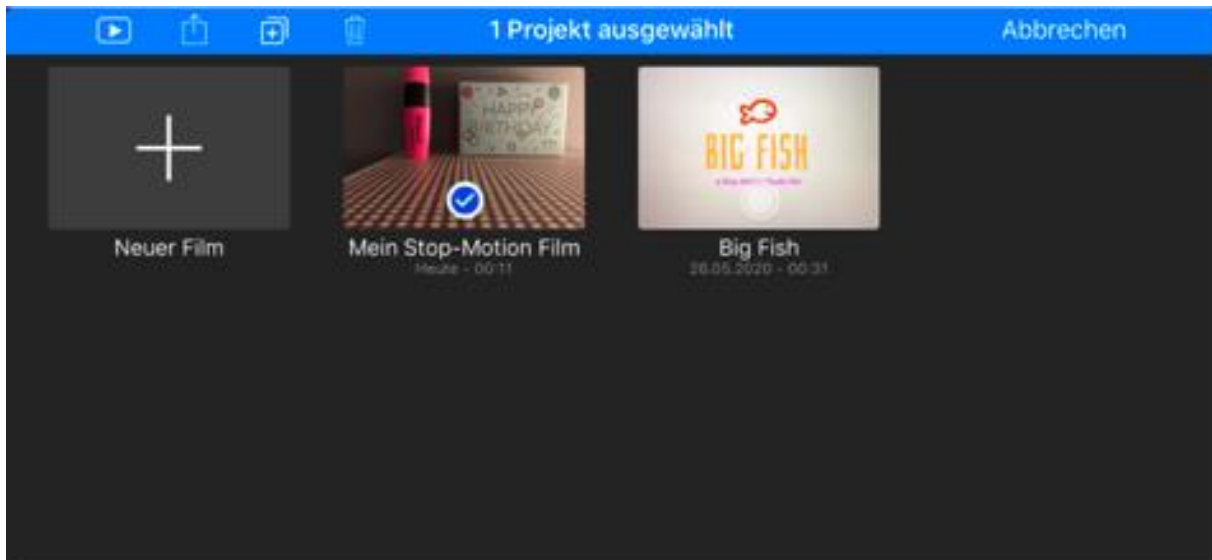 1 Projekt ausgewählt
Abbrechen
HAPPY
BIRTHDAY
BIG FISH
Neuer Film
Mein Stop-Motion Film
Heute - 00:11
Big Fish
26.05.2020 - 00:31